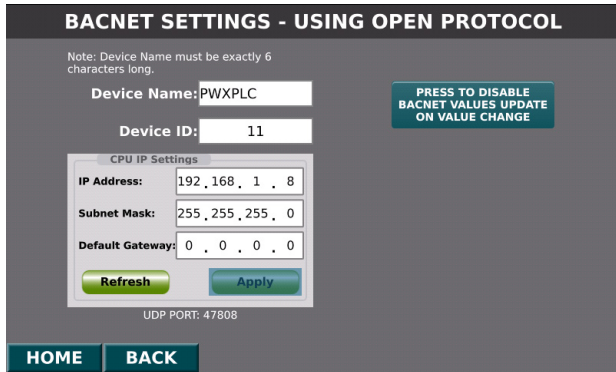 BACNET SETTINGS - USING OPEN PROTOCOL
Note: Device Name must be exactly 6
characters long.
Device Name: PWXPLC
PRESS TO DISABLE
BACNET VALUES UPDATE
ON VALUE CHANGE
Device ID: 11
CPU IP Settings
IP Address: 192 . 168 . 1 . 8
Subnet Mask: 255 . 255 . 255 . 0
Default Gateway: 0 . 0 . 0 . 0
Refresh Apply
UDP PORT: 47808
HOME BACK